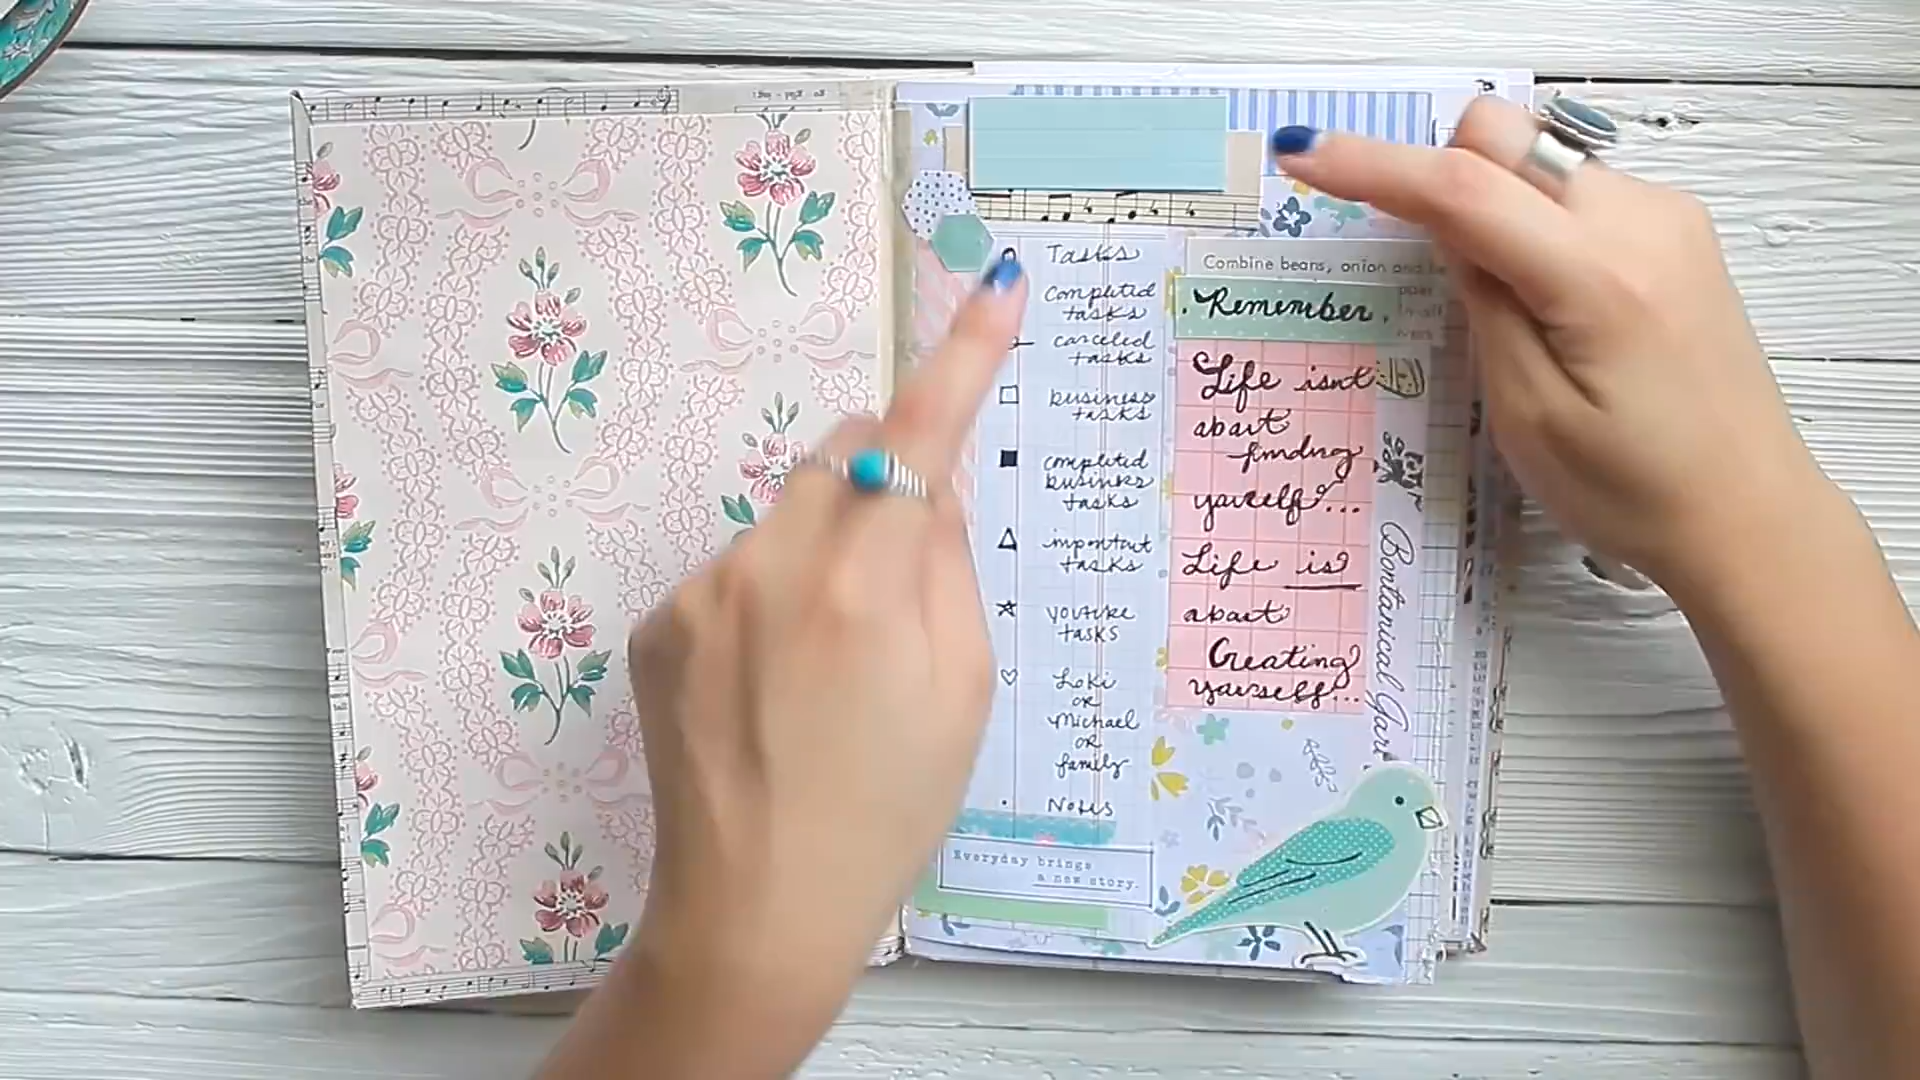 Tasks
completed
tasks
canceled
tasks
business
tasks
completed
business
tasks
important
tasks
youtube
tasks
Loki
or
Michael
or
family
Notes
Everyday brings
a new story.
Combine beans, onion and
. Remember.
Life isn't
about
finding
yourself...
Life is
about
Creating
yourself...
Bontanical Gar